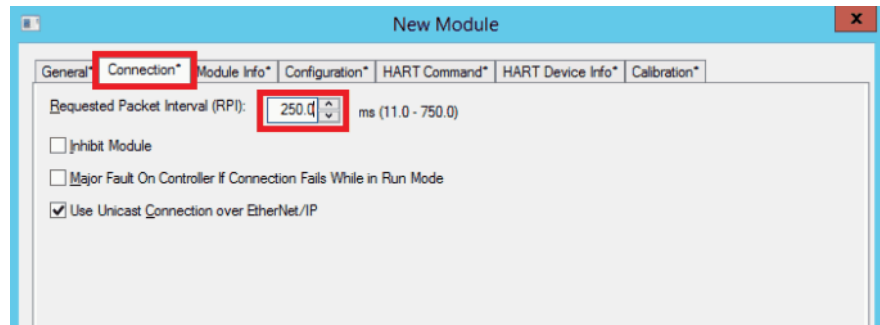 New Module
x
General* Connection* Module Info* Configuration* HART Command* HART Device Info* Calibration*
Requested Packet Interval (RPI): 250.0 ms (11.0 - 750.0)
Inhibit Module
Major Fault On Controller If Connection Fails While in Run Mode
Use Unicast Connection over EtherNet/IP